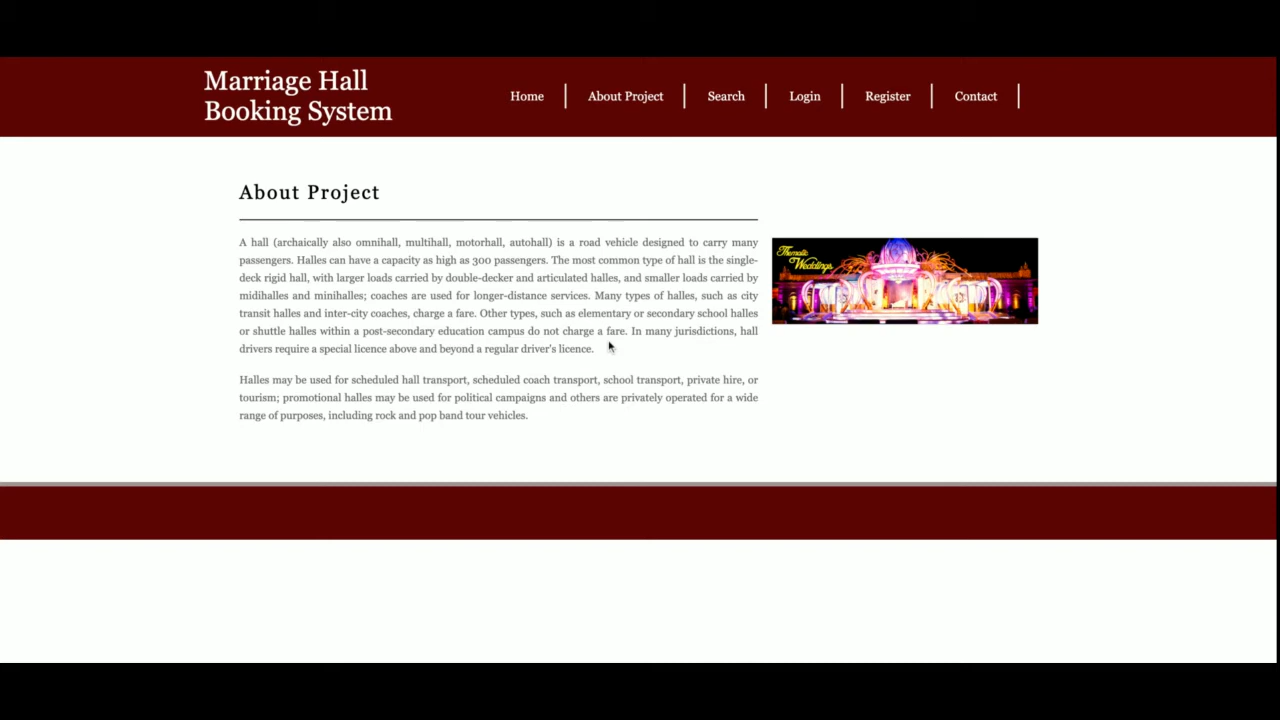 Marriage Hall
Booking System
Home
About Project
Search
Login
Register
Contact
About Project
A hall (archaically also omnihall, multihall, motorhall, autohall) is a road vehicle designed to carry many
passengers. Halles can have a capacity as high as 300 passengers. The most common type of hall is the single-
deck rigid hall, with larger loads carried by double-decker and articulated halles, and smaller loads carried by
midihalles and minihalles; coaches are used for longer-distance services. Many types of halles, such as city
transit halles and inter-city coaches, charge a fare. Other types, such as elementary or secondary school halles
or shuttle halles within a post-secondary education campus do not charge a fare. In many jurisdictions, hall
drivers require a special licence above and beyond a regular driver's licence.
Halles may be used for scheduled hall transport, scheduled coach transport, school transport, private hire, or
tourism; promotional halles may be used for political campaigns and others are privately operated for a wide
range of purposes, including rock and pop band tour vehicles.
Thematic
Weddings